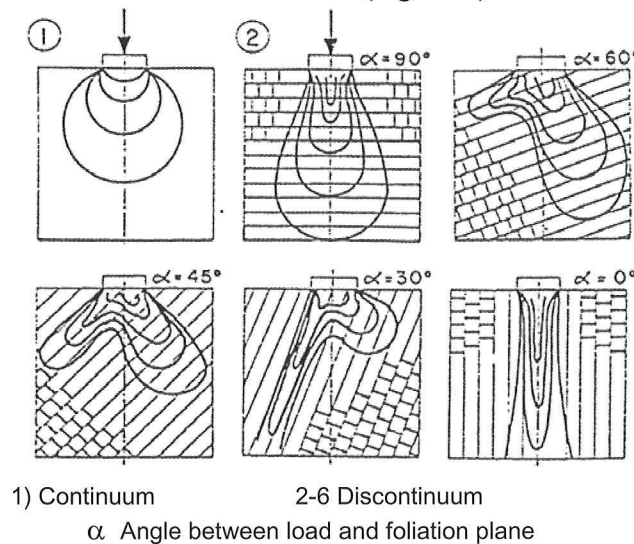 1
2
α=90°
α=60°
α=45°
α=30°
α=0°
1) Continuum 2-6 Discontinuum
α Angle between load and foliation plane